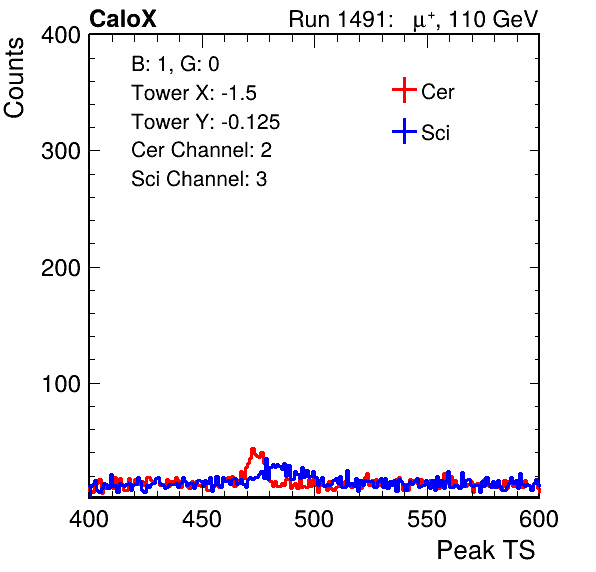 CaloX Run 1491: μ⁺, 110 GeV
Counts
400
300
200
100
B: 1, G: 0
Tower X: -1.5
Tower Y: -0.125
Cer Channel: 2
Sci Channel: 3
Cer
Sci
400 450 500 550 600
Peak TS